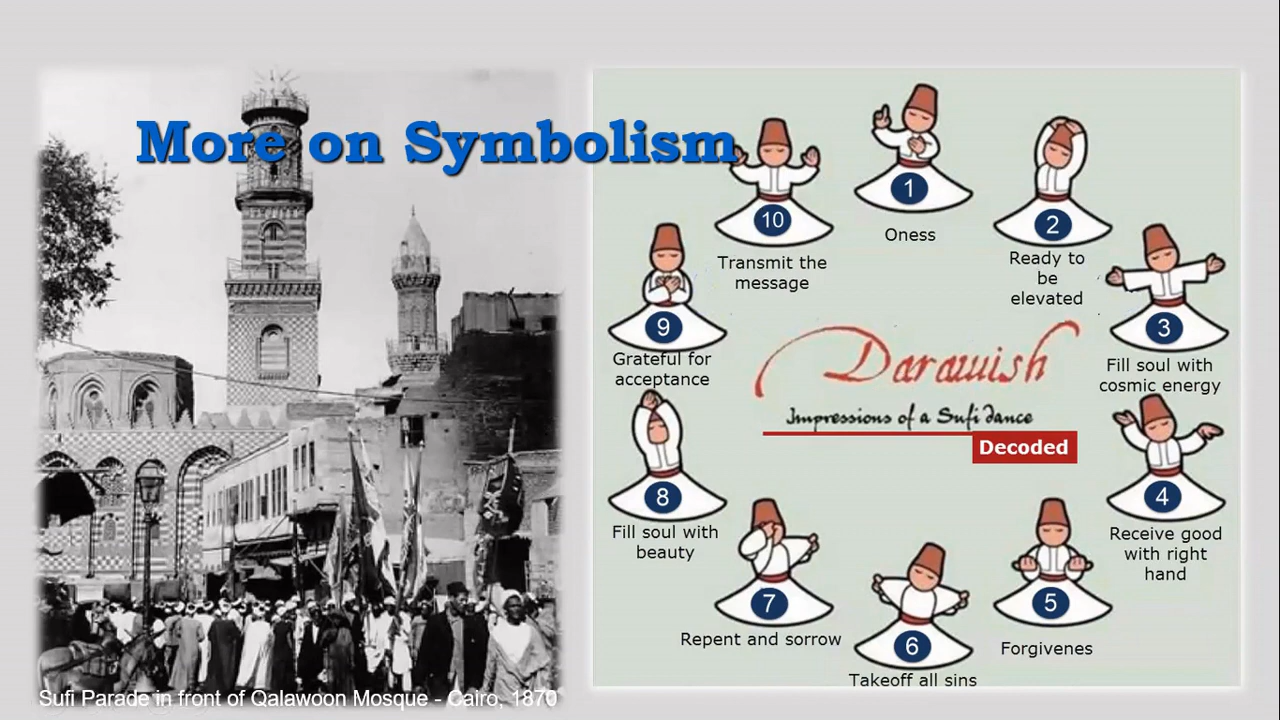 More on Symbolism
1
Oness
2
Ready to
be
elevated
3
Fill soul with
cosmic energy
4
Receive good
with right
hand
5
Forgivenes
6
Takeoff all sins
7
Repent and sorrow
8
Fill soul with
beauty
9
Grateful for
acceptance
10
Transmit the
message
Darawish
Impressions of a Sufi dance
Decoded
Sufi Parade in front of Qalawoon Mosque - Cairo, 1870